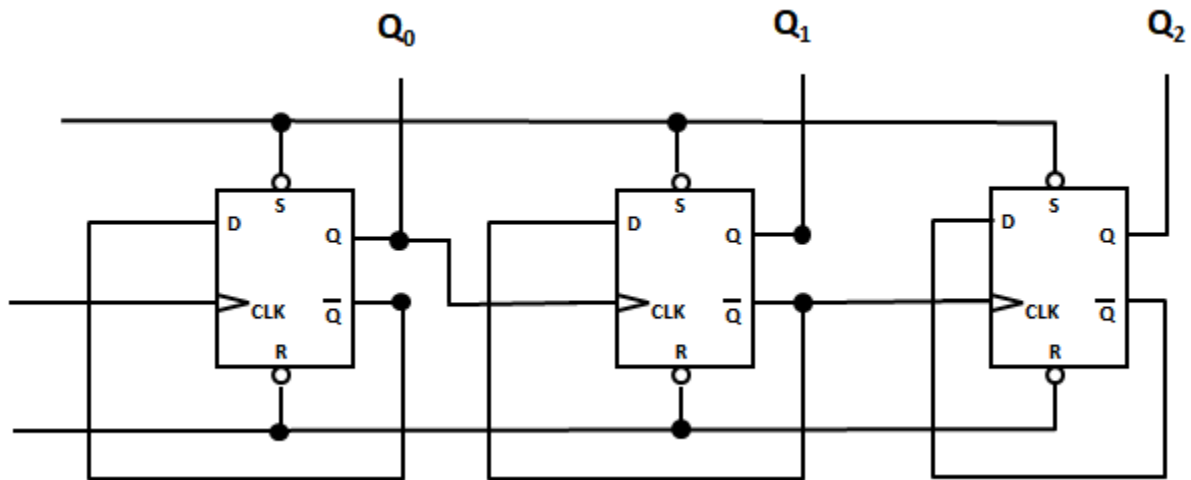 Q₀ Q₁ Q₂
S S S
D D D
Q Q Q
CLK CLK CLK
Q̅ Q̅ Q̅
R R R